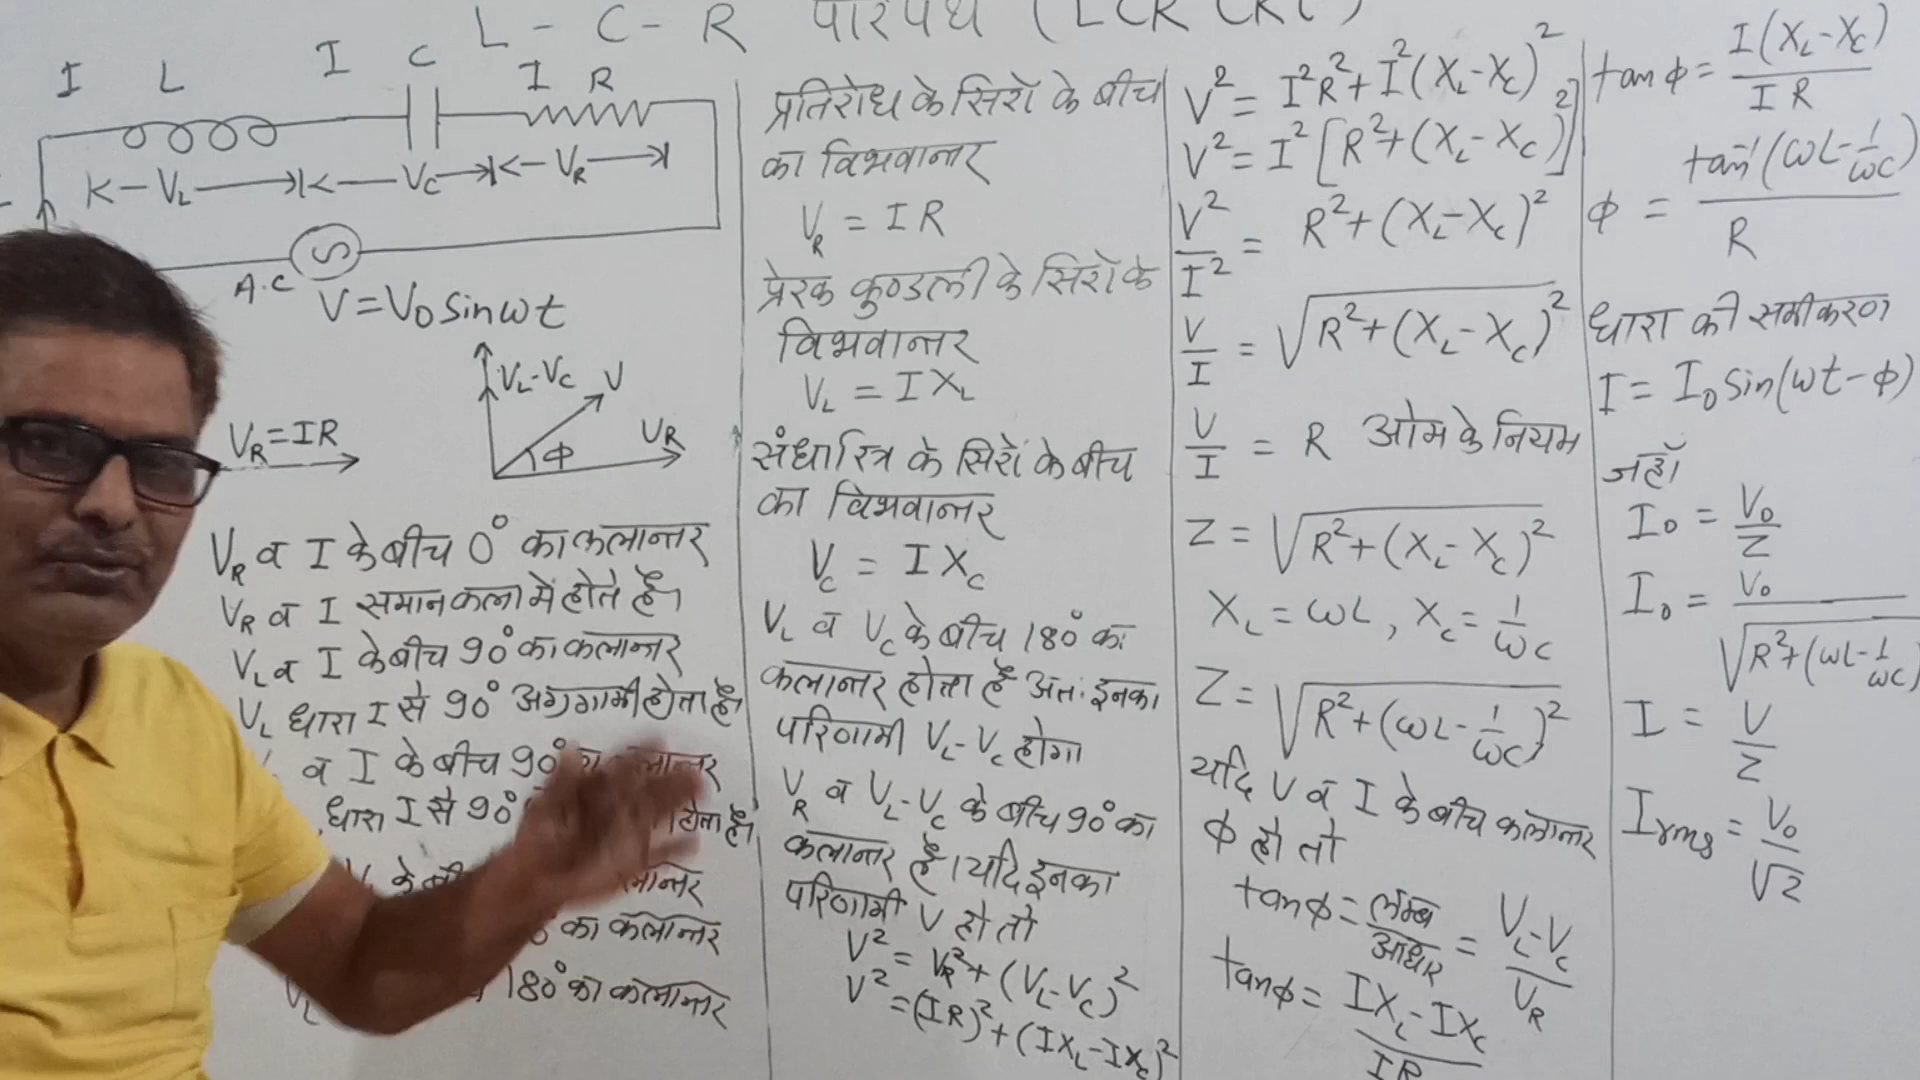 L - C - R परिपथ (LCR CKT)
I L I C I R
V_L V_C V_R
A.C
V = V₀ sin ωt
V_L-V_C V
V_R = IR
φ V_R
V_R व I के बीच 0° का कलान्तर
V_R व I समान कला में होते है।
V_L व I के बीच 90° का कलान्तर
V_L धारा I से 90° अग्रगामी होता है।
व I के बीच 90° का कलान्तर
धारा I से 90° होता है।
के बीच
का कलान्तर
V_L 180° का कलान्तर
प्रतिरोध के सिरों के बीच
का विभवान्तर
V_R = IR
प्रेरक कुण्डली के सिरों के
विभवान्तर
V_L = I X_L
संधारित्र के सिरों के बीच
का विभवान्तर
V_C = I X_C
V_L व V_C के बीच 180° का
कलान्तर होता है अत: इनका
परिणामी V_L-V_C होगा
V_R व V_L-V_C के बीच 90° का
कलान्तर है। यदि इनका
परिणामी V हो तो
V² = V_R² + (V_L-V_C)²
V² = (IR)² + (IX_L-IX_C)²
V² = I²R² + I²(X_L-X_C)²
V² = I² [R² + (X_L-X_C)²]
V²/I² = R² + (X_L-X_C)²
V/I = √(R² + (X_L-X_C)²)
V/I = R ओम के नियम
Z = √(R² + (X_L-X_C)²)
X_L = ωL, X_C = 1/ωC
Z = √(R² + (ωL-1/ωC)²)
यदि V व I के बीच कलान्तर
φ हो तो
tanφ = लम्ब/आधार = V_L-V_C/V_R
tanφ = IX_L-IX_C/IR
tanφ = I(X_L-X_C)/IR
φ = tan⁻¹(ωL-1/ωC)/R
धारा की समीकरण
I = I₀ sin(ωt-φ)
जहाँ
I₀ = V₀/Z
I₀ = V₀/√(R²+(ωL-1/ωC)
I = V/Z
Irms = V₀/√2